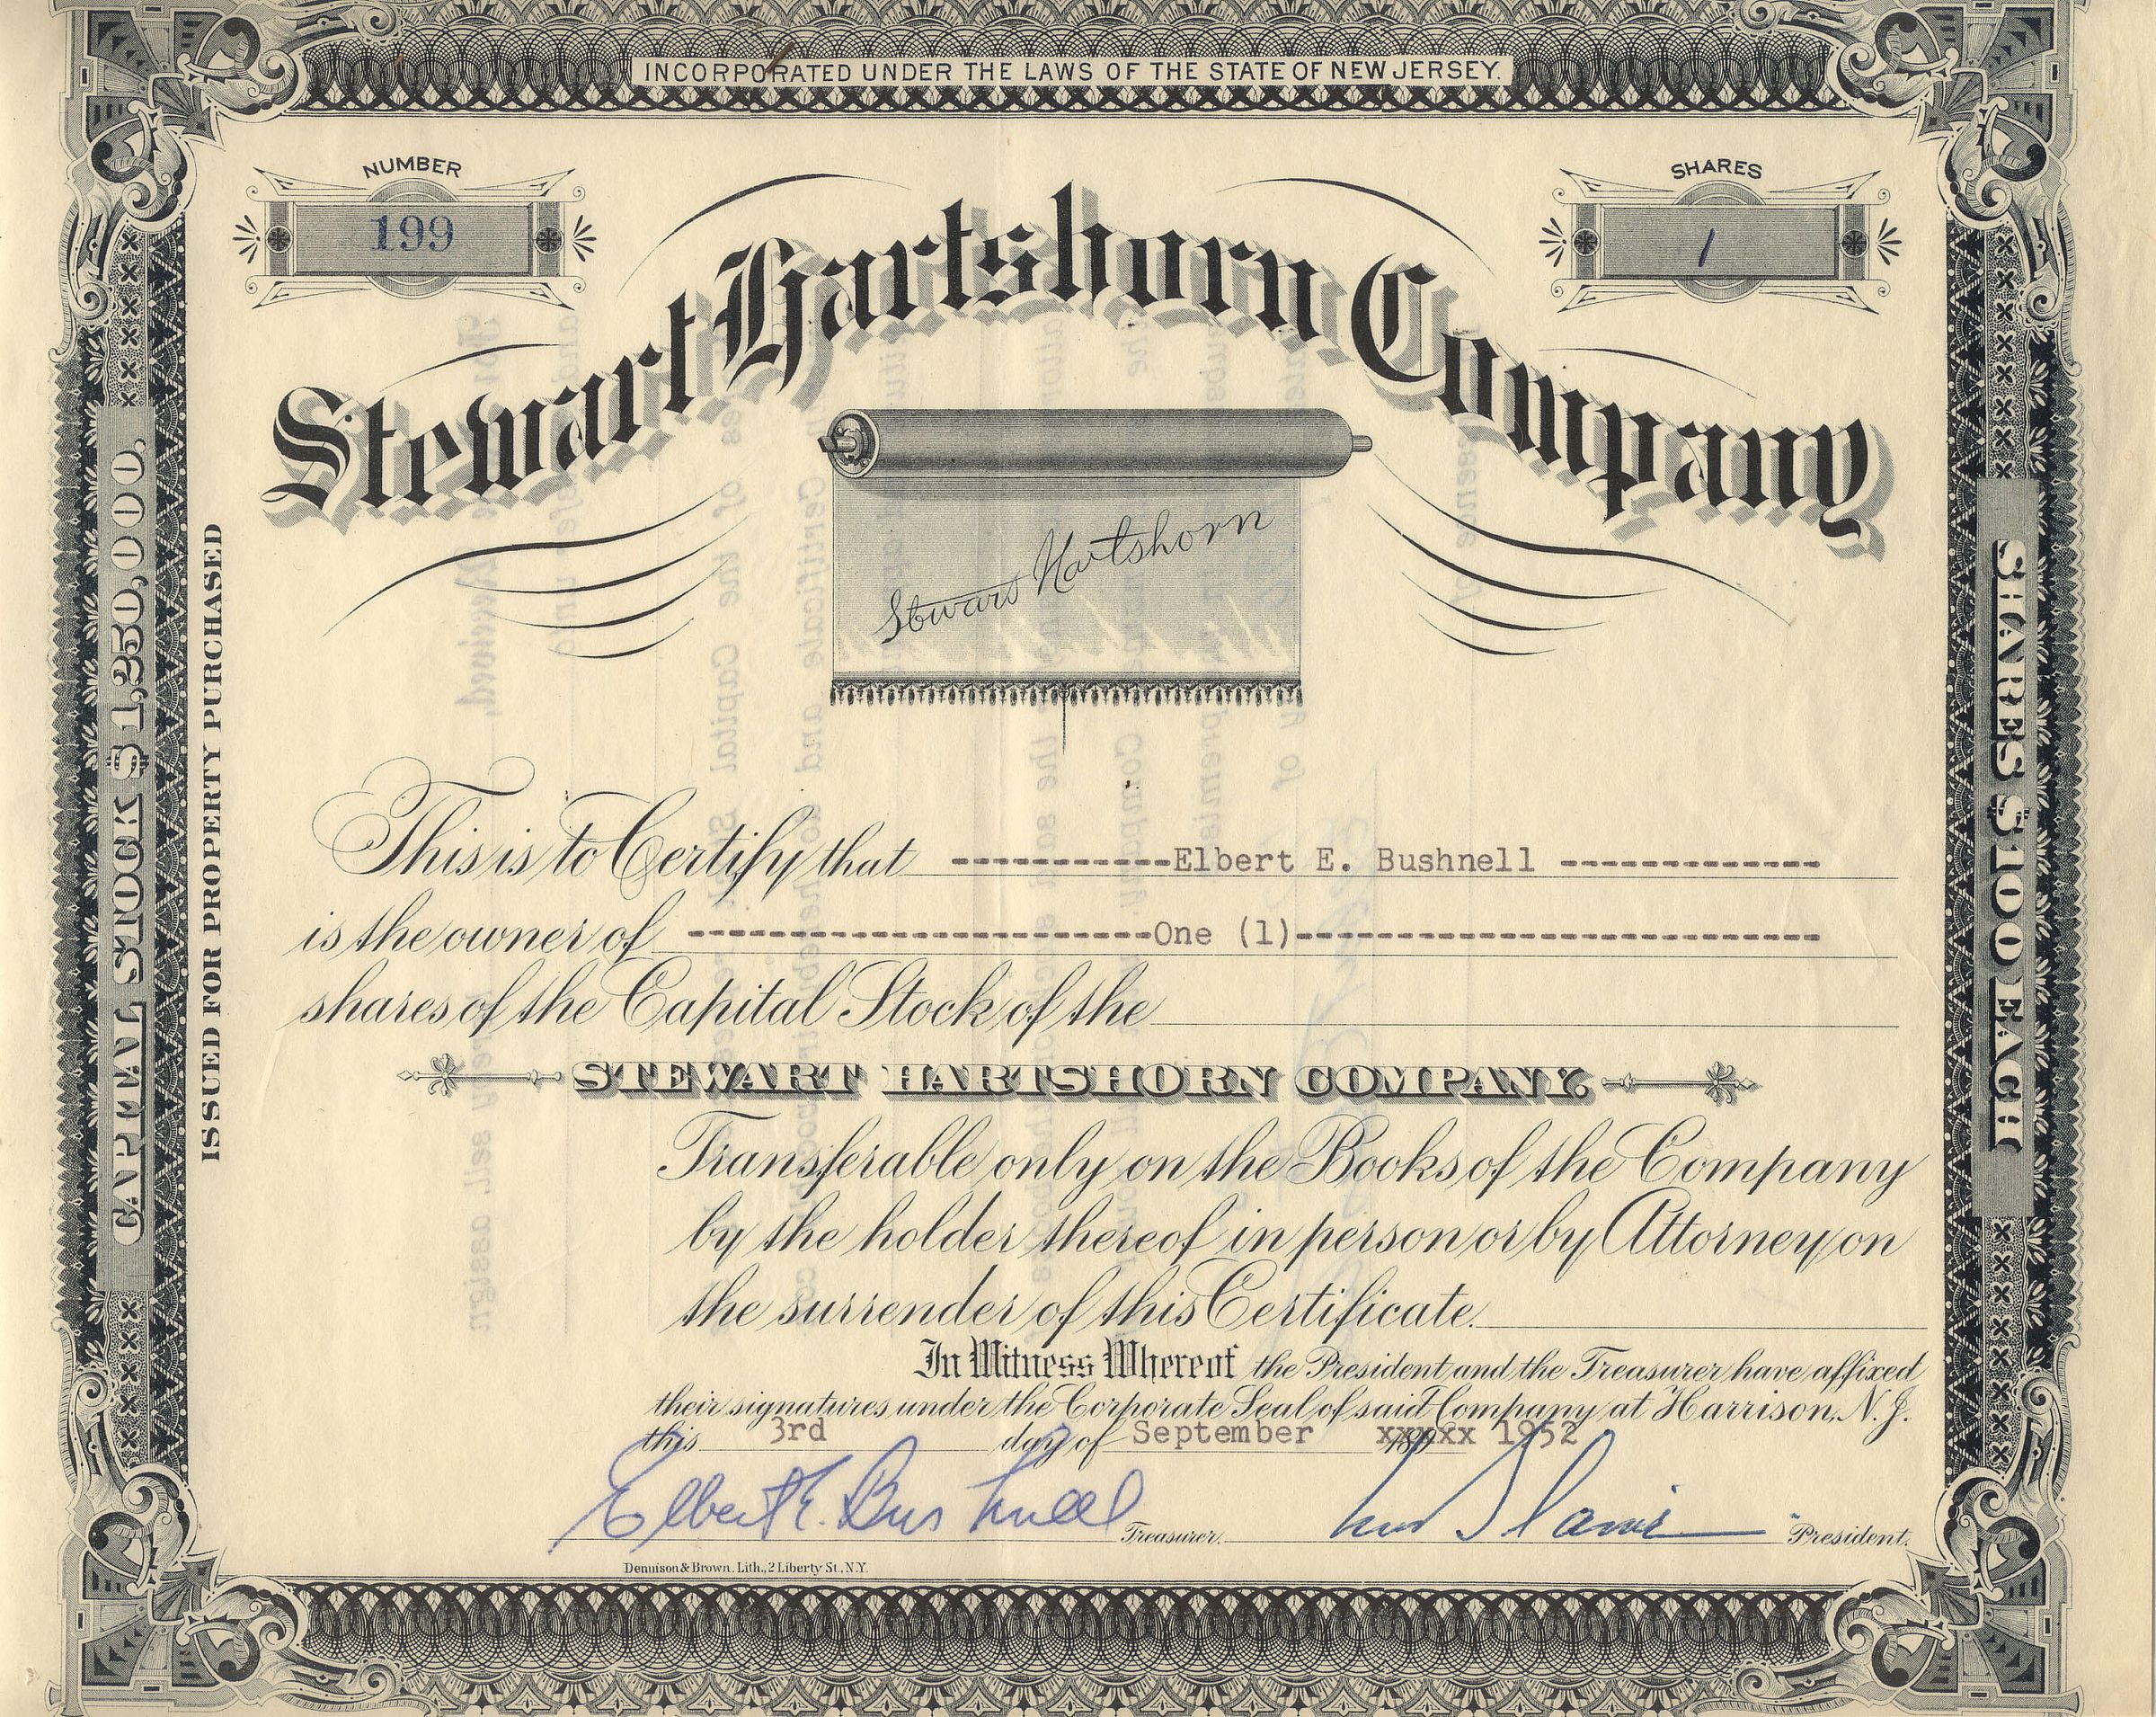 INCORPORATED UNDER THE LAWS OF THE STATE OF NEW JERSEY.
NUMBER
199
SHARES
1
Stewart Hartshorn Company
Stewart Hartshorn
CAPITAL STOCK $1,250,000.
ISSUED FOR PROPERTY PURCHASED
SHARES $100 EACH
This is to Certify that -----------Elbert E. Bushnell -------------
is the owner of -----------------------One (1)--------------------------
shares of the Capital Stock of the
STEWART HARTSHORN COMPANY.
Transferable only on the Books of the Company
by the holder thereof in person or by Attorney on
the surrender of this Certificate.
In Witness Whereof the President and the Treasurer have affixed
their signatures under the Corporate Seal of said Company at Harrison, N.J.
this 3rd day of September xxxxx 1952
Elbert E. Bushnell Treasurer. President.
Dennison & Brown. Lith., 2 Liberty St., N.Y.